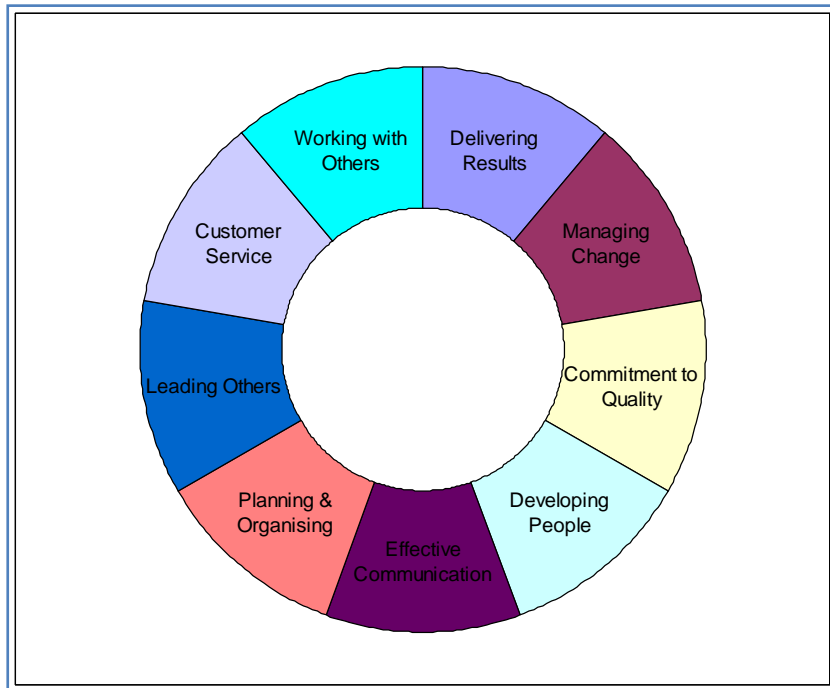 Working with
Others
Delivering
Results
Managing
Change
Commitment to
Quality
Developing
People
Effective
Communication
Planning &
Organising
Leading Others
Customer
Service